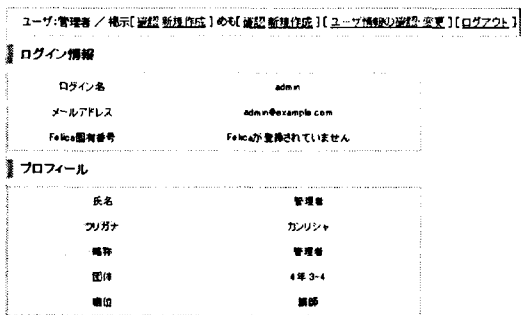 ユーザ:管理者 / 掲示[ 確認 新規作成 ] めも[ 確認 新規作成 ] [ ユーザ情報の確認·変更 ] [ ログアウト ]
ログイン情報
ログイン名 admin
メールアドレス admin@example.com
Felica固有番号 Felicaが登録されていません
プロフィール
氏名 管理者
フリガナ カンリシャ
略称 管理者
団体 4年 3-4
職位 講師